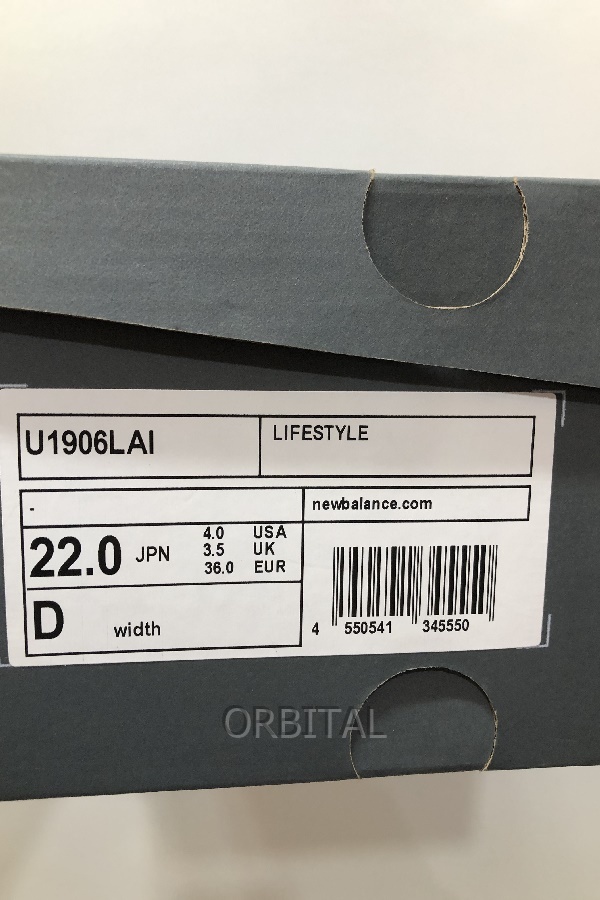 U1906LAI
LIFESTYLE
-
newbalance.com
22.0 JPN
4.0 USA
3.5 UK
36.0 EUR
D width
4 550541 345550
ORBITAL